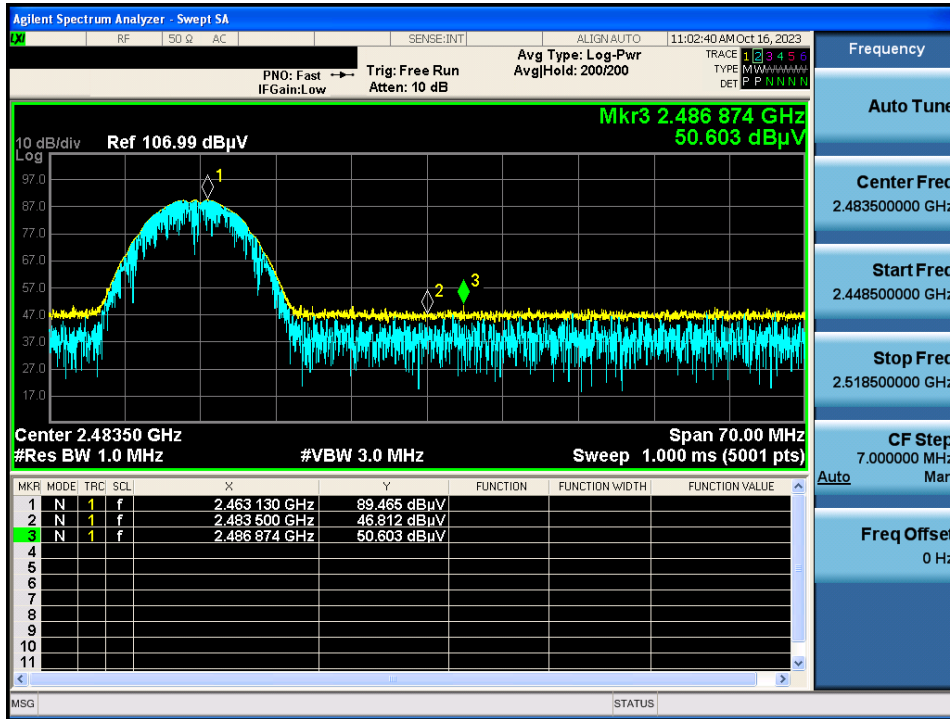 Agilent Spectrum Analyzer - Swept SA
LXI RF 50 Ω AC SENSE:INT ALIGN AUTO 11:02:40 AM Oct 16, 2023
PNO: Fast
IFGain:Low
Trig: Free Run
Atten: 10 dB
Avg Type: Log-Pwr
Avg|Hold: 200/200
TRACE 1 2 3 4 5 6
TYPE MWWWWW
DET P P N N N N
Mkr3 2.486 874 GHz
50.603 dBµV
10 dB/div Ref 106.99 dBµV
Log
97.0
87.0
77.0
67.0
57.0
47.0
37.0
27.0
17.0
1
2
3
Center 2.48350 GHz Span 70.00 MHz
#Res BW 1.0 MHz #VBW 3.0 MHz Sweep 1.000 ms (5001 pts)
MKR MODE TRC SCL X Y FUNCTION FUNCTION WIDTH FUNCTION VALUE
1 N 1 f 2.463 130 GHz 89.465 dBµV
2 N 1 f 2.483 500 GHz 46.812 dBµV
3 N 1 f 2.486 874 GHz 50.603 dBµV
4
5
6
7
8
9
10
11
MSG STATUS
Frequency
Auto Tune
Center Freq
2.483500000 GHz
Start Freq
2.448500000 GHz
Stop Freq
2.518500000 GHz
CF Step
7.000000 MHz
Auto Man
Freq Offset
0 Hz